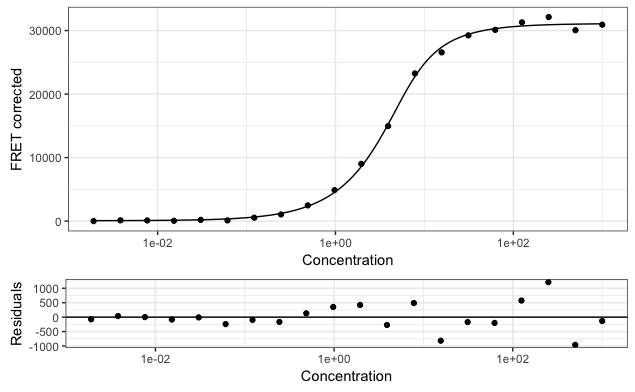 FRET corrected
30000
20000
10000
0
1e-02 1e+00 1e+02
Concentration
Residuals
1000
500
0
-500
-1000
1e-02 1e+00 1e+02
Concentration